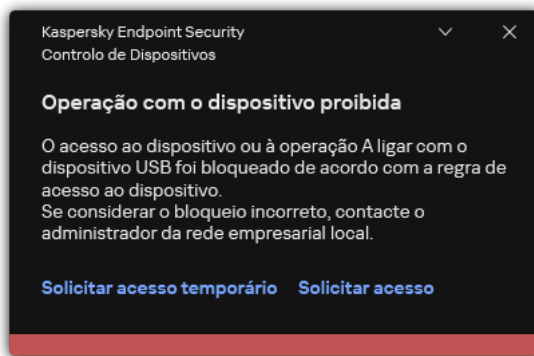 Kaspersky Endpoint Security
Controlo de Dispositivos
Operação com o dispositivo proibida
O acesso ao dispositivo ou à operação A ligar com o
dispositivo USB foi bloqueado de acordo com a regra de
acesso ao dispositivo.
Se considerar o bloqueio incorreto, contacte o
administrador da rede empresarial local.
Solicitar acesso temporário Solicitar acesso